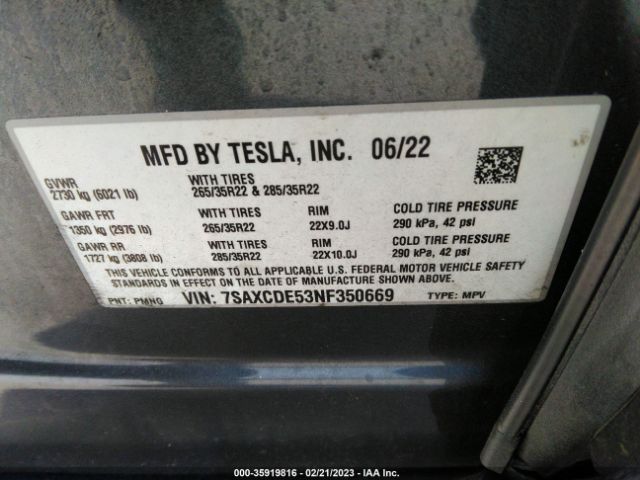 MFD BY TESLA, INC. 06/22
GVWR WITH TIRES
2730 kg (6021 lb) 265/35R22 & 285/35R22
GAWR FRT WITH TIRES RIM COLD TIRE PRESSURE
1350 kg (2976 lb) 265/35R22 22X9.0J 290 kPa, 42 psi
GAWR RR WITH TIRES RIM COLD TIRE PRESSURE
1727 kg (3808 lb) 285/35R22 22X10.0J 290 kPa, 42 psi
THIS VEHICLE CONFORMS TO ALL APPLICABLE U.S. FEDERAL MOTOR VEHICLE SAFETY
STANDARDS IN EFFECT ON THE DATE OF MANUFACTURE SHOWN ABOVE.
PNT: PMNG VIN: 7SAXCDE53NF350669 TYPE: MPV
000-35919816 - 02/21/2023 - IAA Inc.